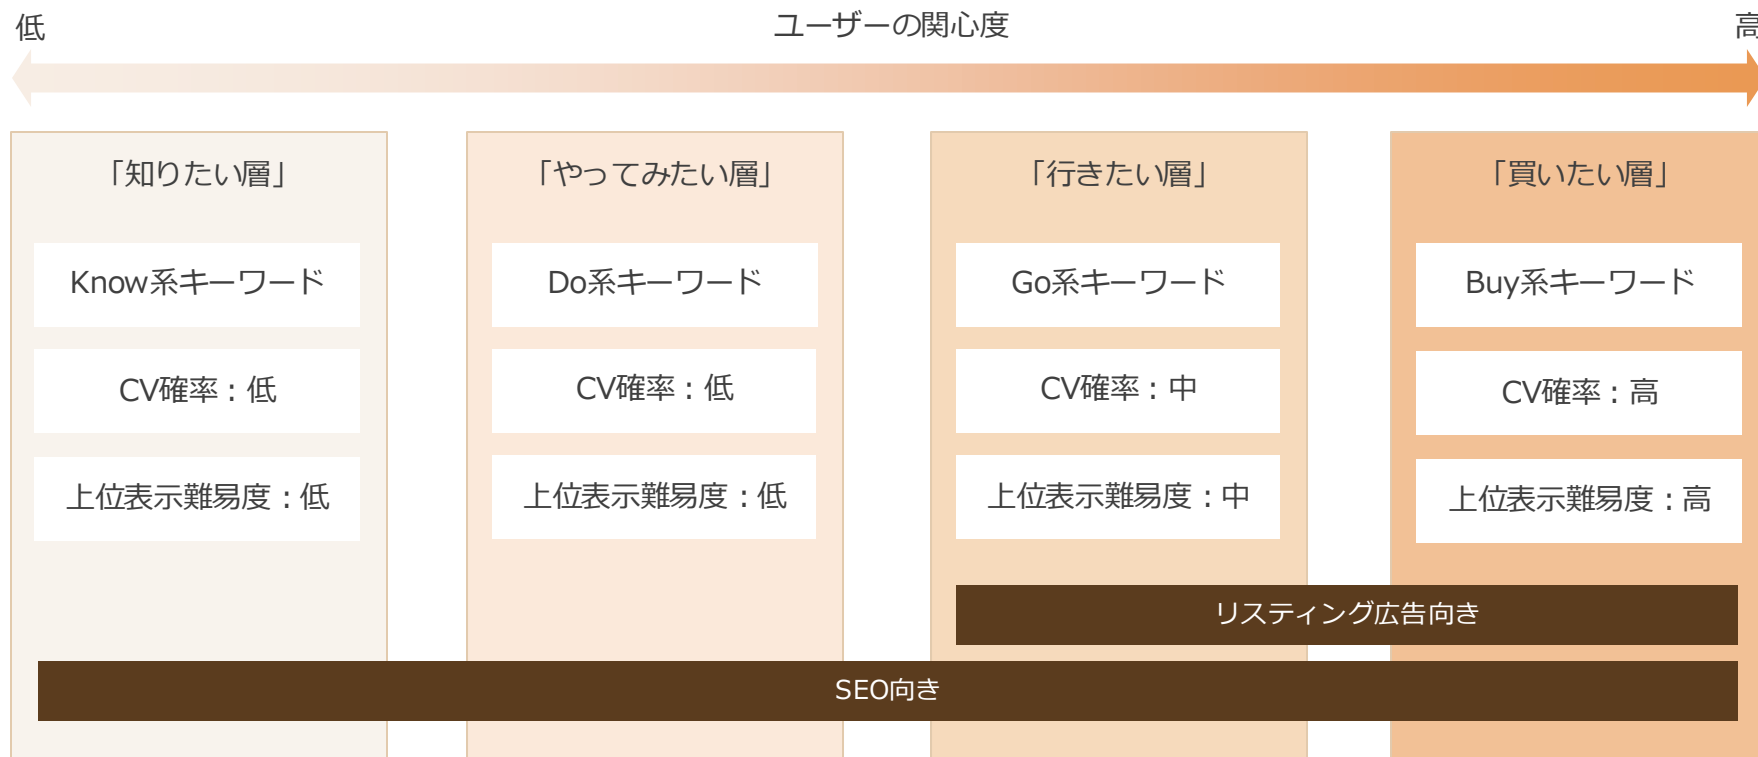 低
ユーザーの関心度
高
「知りたい層」
Know系キーワード
CV確率：低
上位表示難易度：低
「やってみたい層」
Do系キーワード
CV確率：低
上位表示難易度：低
「行きたい層」
Go系キーワード
CV確率：中
上位表示難易度：中
「買いたい層」
Buy系キーワード
CV確率：高
上位表示難易度：高
リスティング広告向き
SEO向き